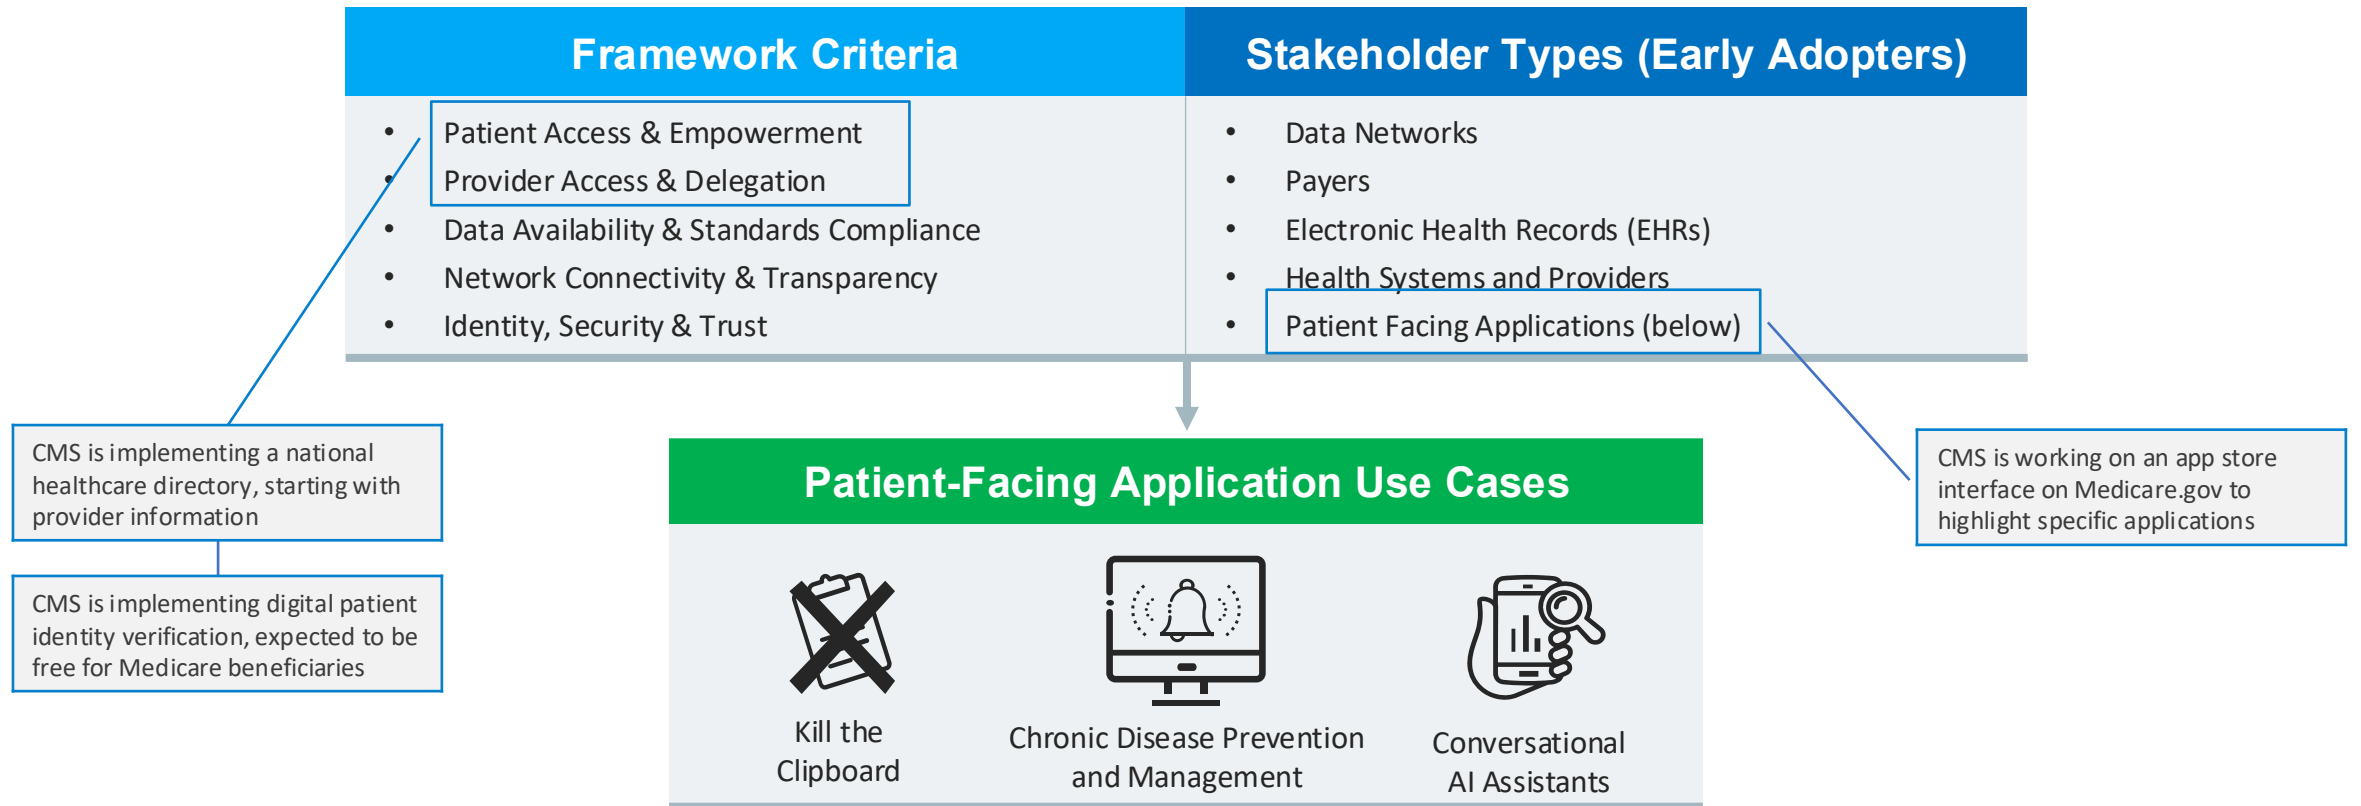 Framework Criteria
Stakeholder Types (Early Adopters)
• Patient Access & Empowerment
• Provider Access & Delegation
• Data Availability & Standards Compliance
• Network Connectivity & Transparency
• Identity, Security & Trust
• Data Networks
• Payers
• Electronic Health Records (EHRs)
• Health Systems and Providers
• Patient Facing Applications (below)
CMS is implementing a national
healthcare directory, starting with
provider information
CMS is implementing digital patient
identity verification, expected to be
free for Medicare beneficiaries
CMS is working on an app store
interface on Medicare.gov to
highlight specific applications
Patient-Facing Application Use Cases
Kill the
Clipboard
Chronic Disease Prevention
and Management
Conversational
AI Assistants